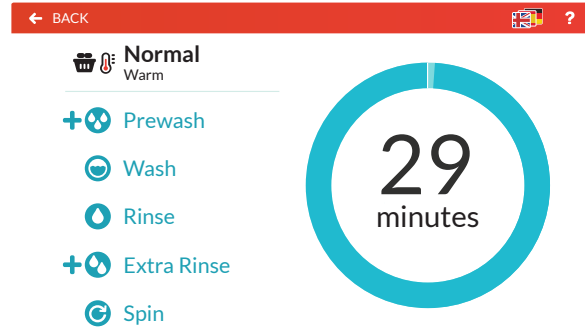 BACK
?
Normal
Warm
Prewash
Wash
Rinse
Extra Rinse
Spin
29
minutes